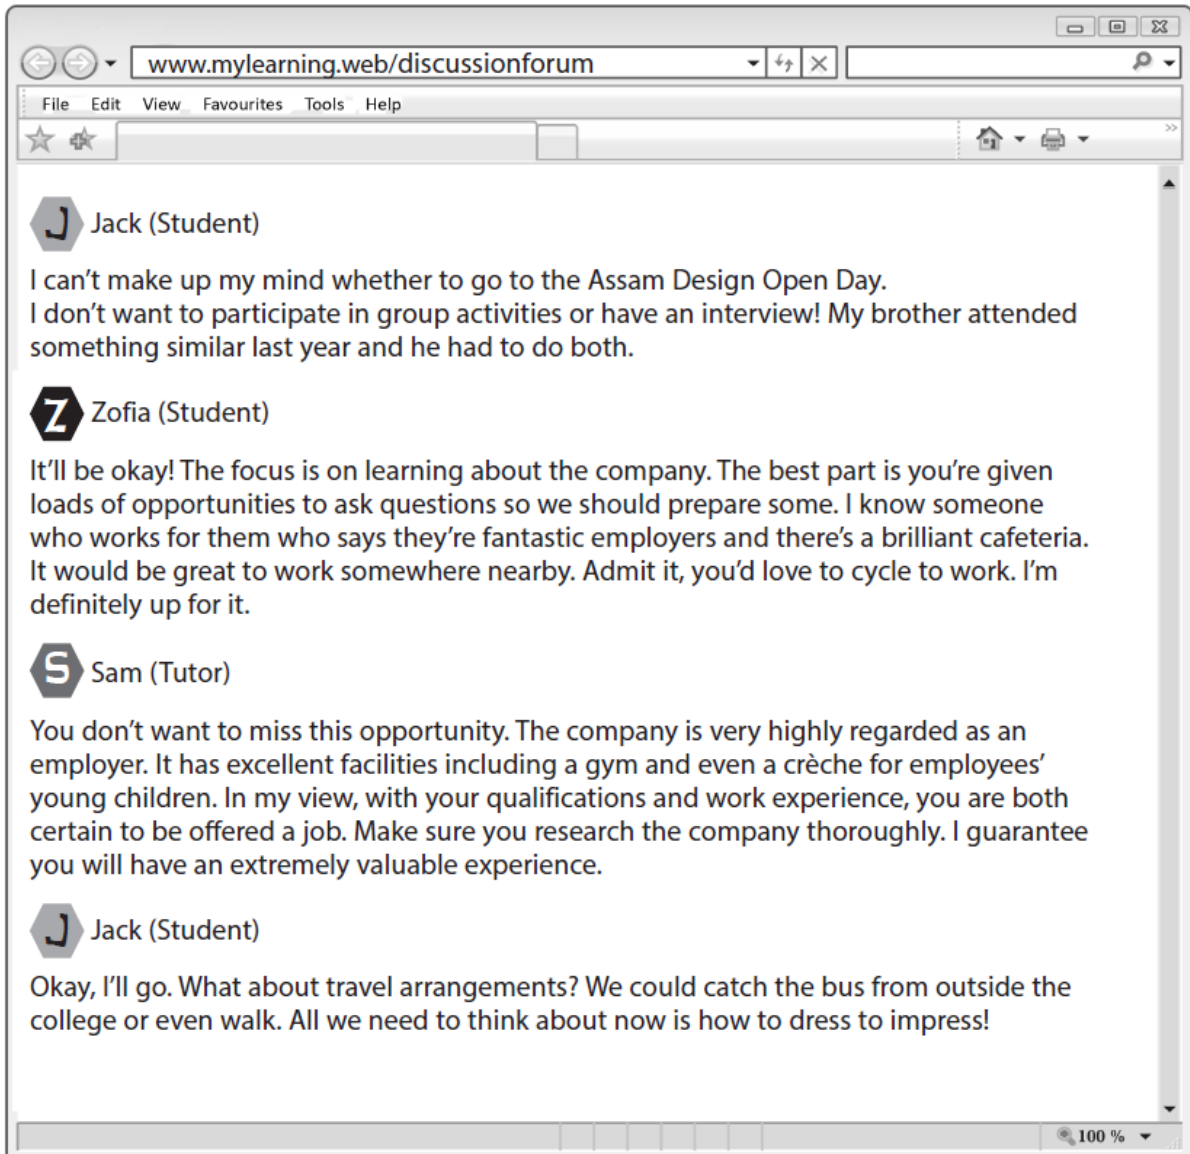 www.mylearning.web/discussionforum
File Edit View Favourites Tools Help
J Jack (Student)
I can't make up my mind whether to go to the Assam Design Open Day.
I don't want to participate in group activities or have an interview! My brother attended
something similar last year and he had to do both.
Z Zofia (Student)
It'll be okay! The focus is on learning about the company. The best part is you're given
loads of opportunities to ask questions so we should prepare some. I know someone
who works for them who says they're fantastic employers and there's a brilliant cafeteria.
It would be great to work somewhere nearby. Admit it, you'd love to cycle to work. I'm
definitely up for it.
S Sam (Tutor)
You don't want to miss this opportunity. The company is very highly regarded as an
employer. It has excellent facilities including a gym and even a crèche for employees'
young children. In my view, with your qualifications and work experience, you are both
certain to be offered a job. Make sure you research the company thoroughly. I guarantee
you will have an extremely valuable experience.
J Jack (Student)
Okay, I'll go. What about travel arrangements? We could catch the bus from outside the
college or even walk. All we need to think about now is how to dress to impress!
100 %